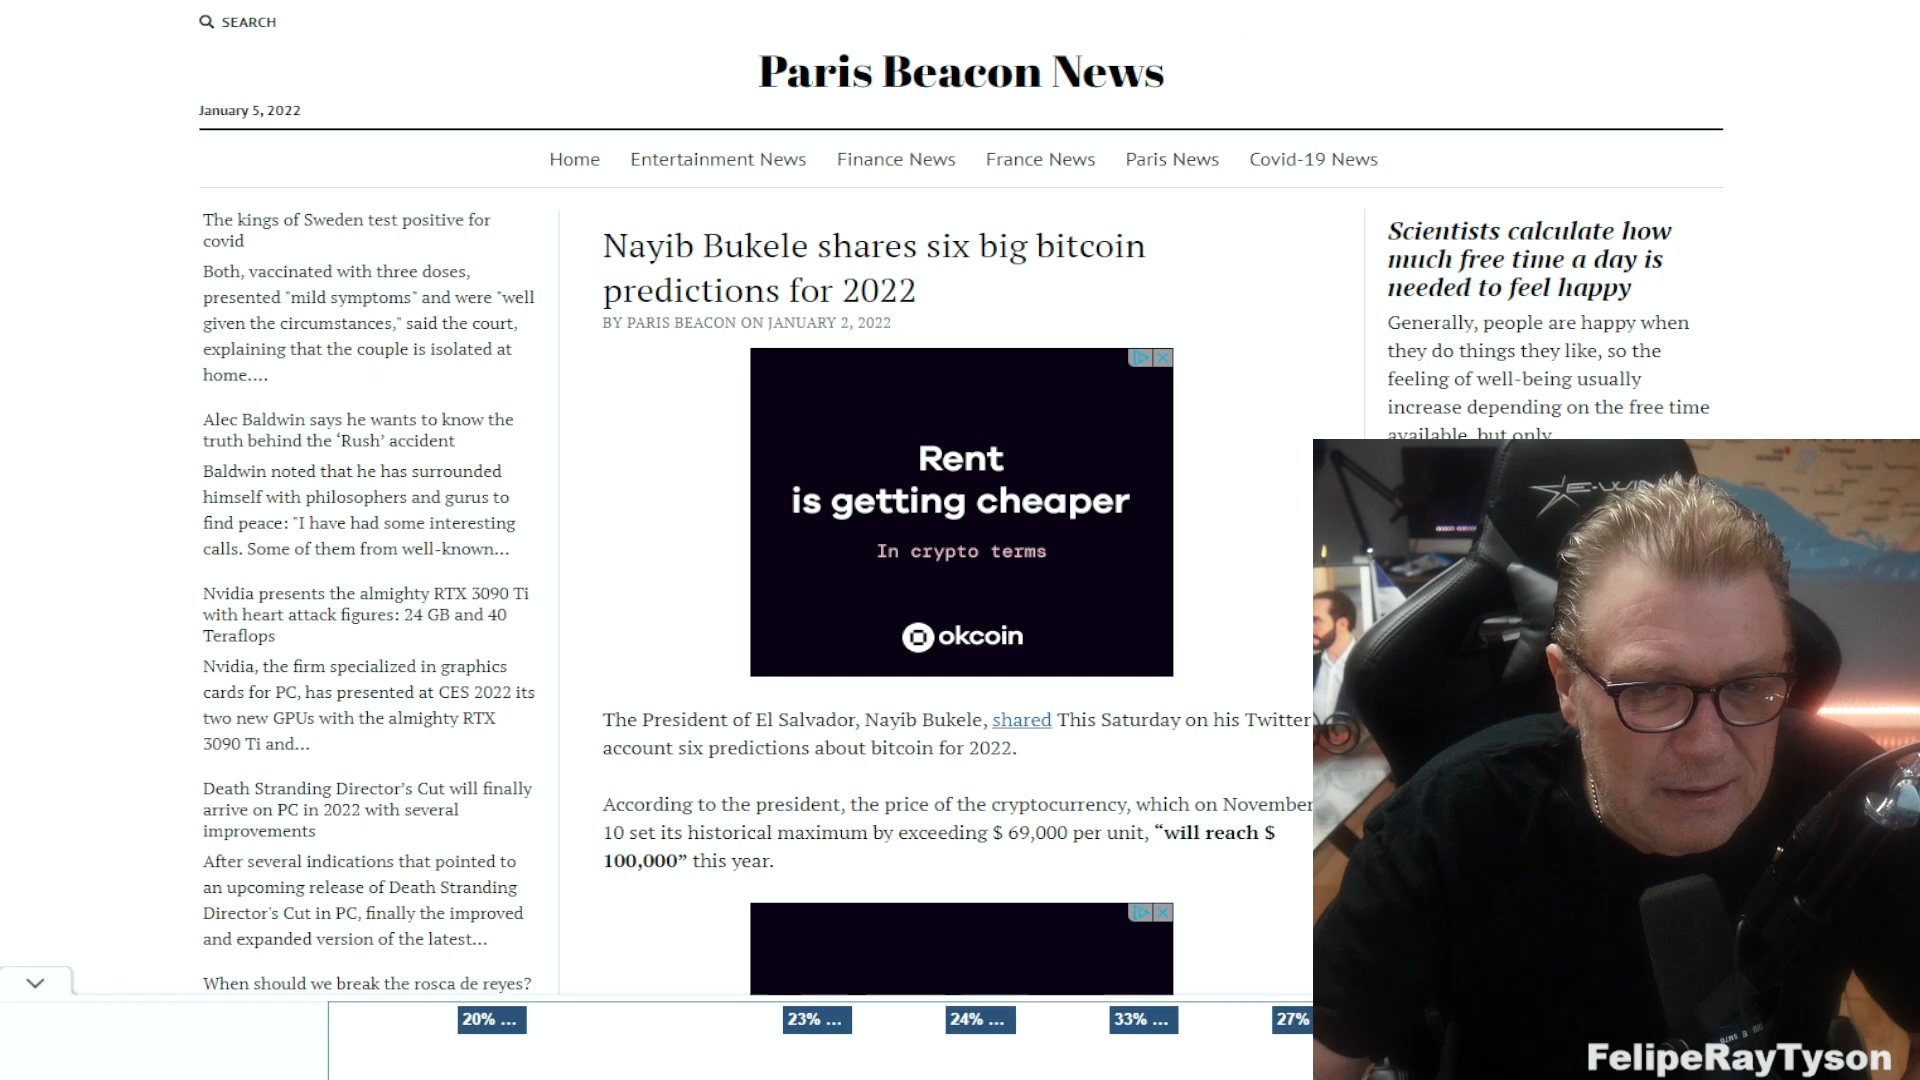 SEARCH
Paris Beacon News
January 5, 2022
Home Entertainment News Finance News France News Paris News Covid-19 News
The kings of Sweden test positive for
covid
Both, vaccinated with three doses,
presented "mild symptoms" and were "well
given the circumstances," said the court,
explaining that the couple is isolated at
home....
Alec Baldwin says he wants to know the
truth behind the ‘Rush’ accident
Baldwin noted that he has surrounded
himself with philosophers and gurus to
find peace: "I have had some interesting
calls. Some of them from well-known...
Nvidia presents the almighty RTX 3090 Ti
with heart attack figures: 24 GB and 40
Teraflops
Nvidia, the firm specialized in graphics
cards for PC, has presented at CES 2022 its
two new GPUs with the almighty RTX
3090 Ti and...
Death Stranding Director’s Cut will finally
arrive on PC in 2022 with several
improvements
After several indications that pointed to
an upcoming release of Death Stranding
Director's Cut in PC, finally the improved
and expanded version of the latest...
When should we break the rosca de reyes?
Nayib Bukele shares six big bitcoin
predictions for 2022
BY PARIS BEACON ON JANUARY 2, 2022
Rent
is getting cheaper
In crypto terms
okcoin
The President of El Salvador, Nayib Bukele, shared This Saturday on his Twitter
account six predictions about bitcoin for 2022.
According to the president, the price of the cryptocurrency, which on November
10 set its historical maximum by exceeding $ 69,000 per unit, “will reach $
100,000” this year.
Scientists calculate how
much free time a day is
needed to feel happy
Generally, people are happy when
they do things they like, so the
feeling of well-being usually
increase depending on the free time
available, but only
E-WIN
20% ... 23% ... 24% ... 33% ... 27%
FelipeRayTyson